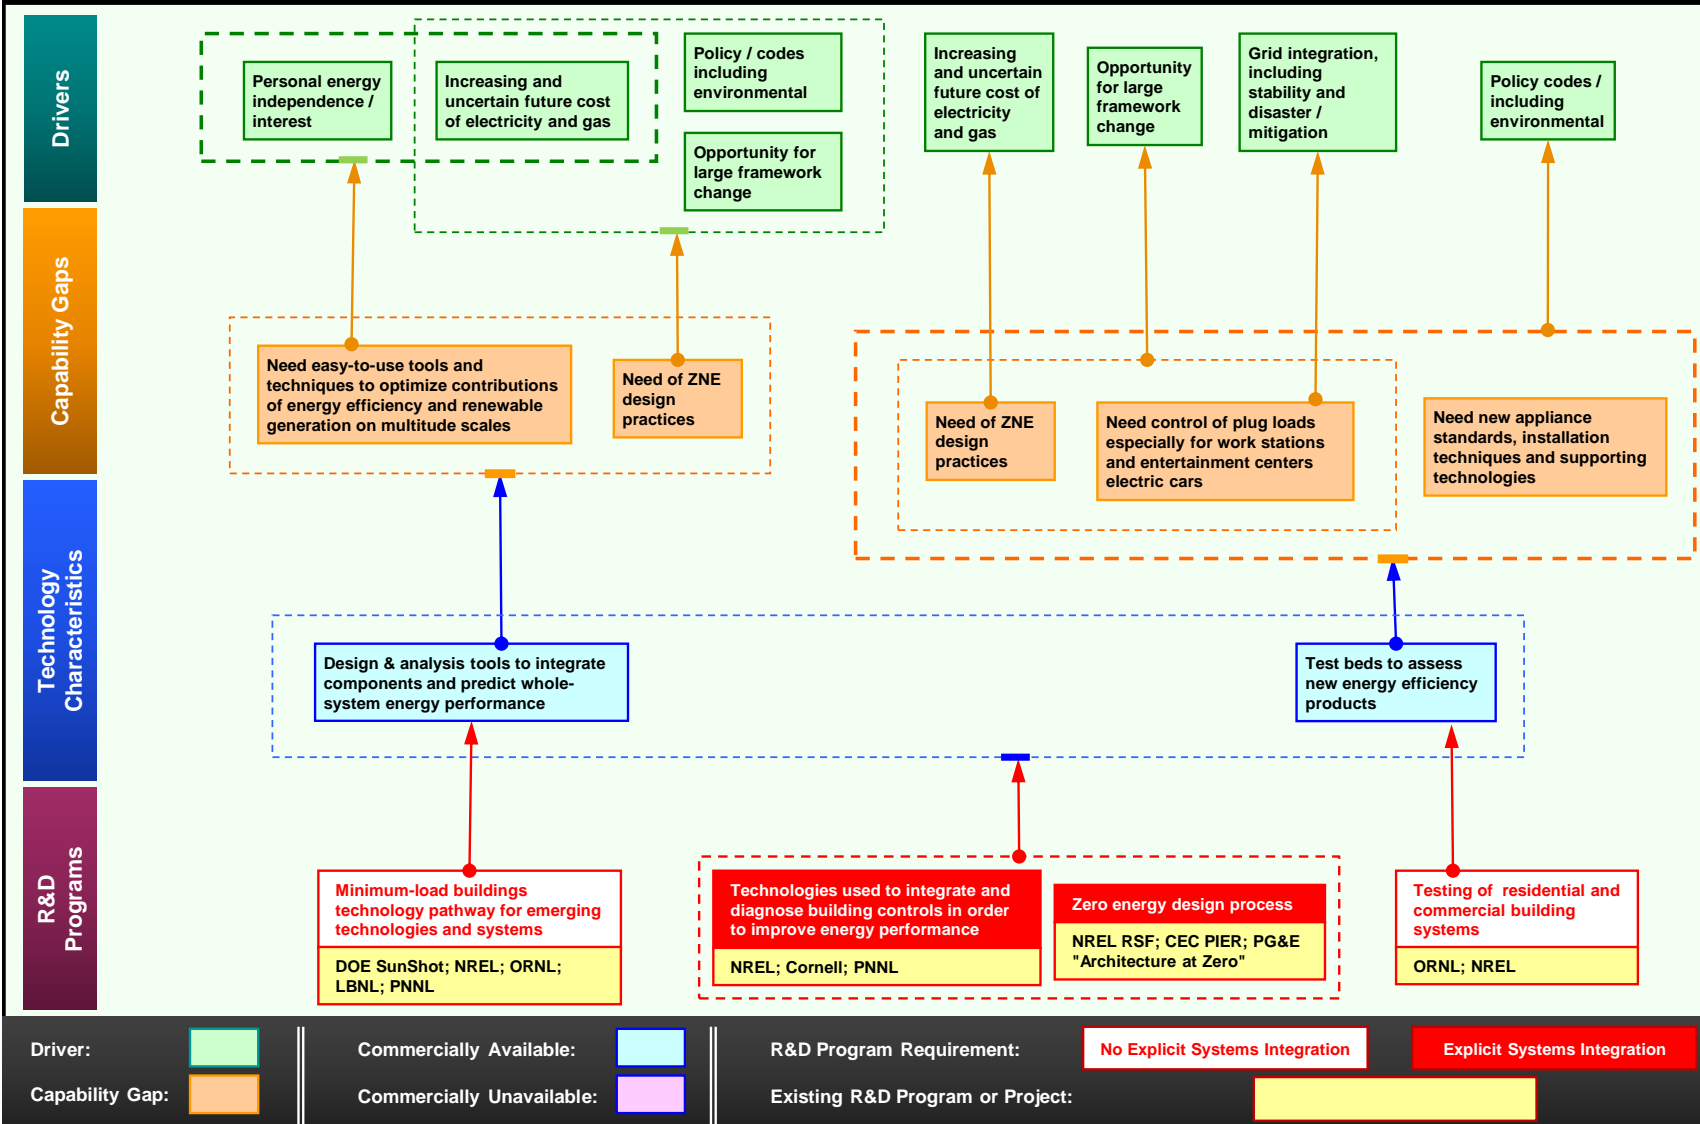 Drivers
Personal energy
independence /
interest
Increasing and
uncertain future cost
of electricity and gas
Policy / codes
including
environmental
Opportunity for
large framework
change
Increasing
and uncertain
future cost of
electricity
and gas
Opportunity
for large
framework
change
Grid integration,
including
stability and
disaster /
mitigation
Policy codes /
including
environmental
Capability Gaps
Need easy-to-use tools and
techniques to optimize contributions
of energy efficiency and renewable
generation on multitude scales
Need of ZNE
design
practices
Need of ZNE
design
practices
Need control of plug loads
especially for work stations
and entertainment centers
electric cars
Need new appliance
standards, installation
techniques and supporting
technologies
Technology
Characteristics
Design & analysis tools to integrate
components and predict whole-
system energy performance
Test beds to assess
new energy efficiency
products
R&D
Programs
Minimum-load buildings
technology pathway for emerging
technologies and systems
DOE SunShot; NREL; ORNL;
LBNL; PNNL
Technologies used to integrate and
diagnose building controls in order
to improve energy performance
NREL; Cornell; PNNL
Zero energy design process
NREL RSF; CEC PIER; PG&E
"Architecture at Zero"
Testing of residential and
commercial building
systems
ORNL; NREL
Driver:
Capability Gap:
Commercially Available:
Commercially Unavailable:
R&D Program Requirement:
No Explicit Systems Integration
Explicit Systems Integration
Existing R&D Program or Project: